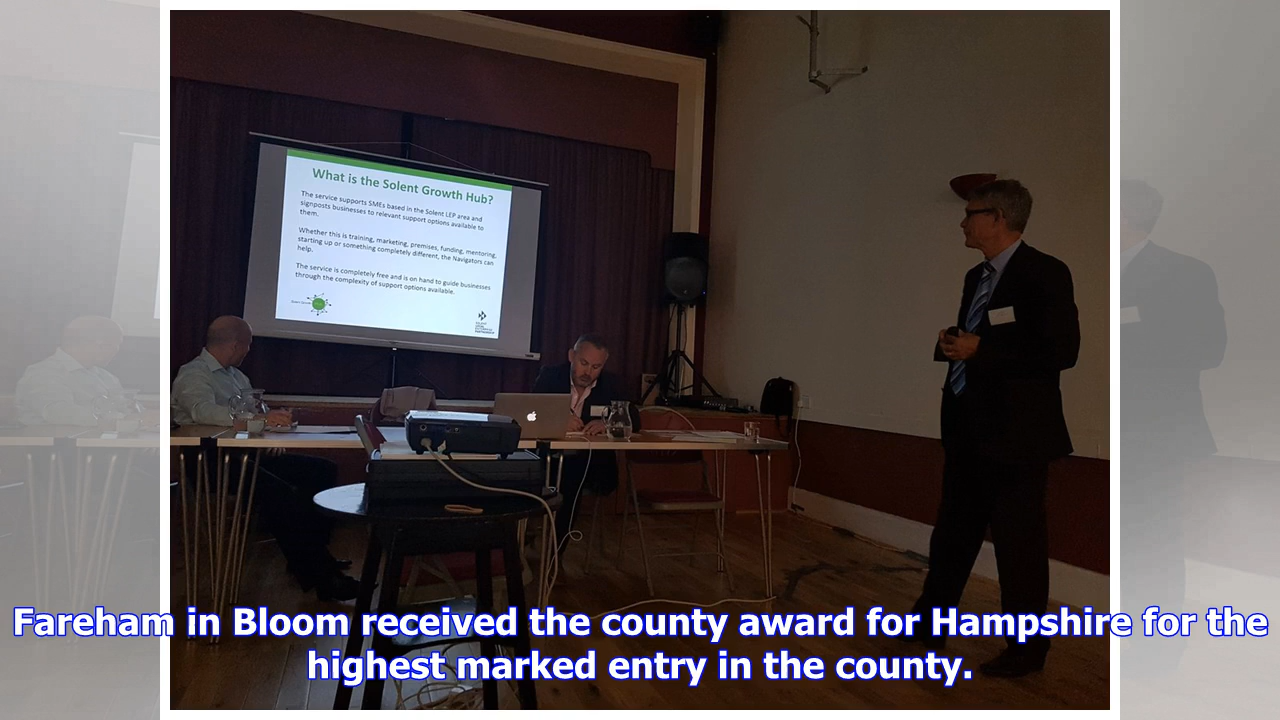 What is the Solent Growth Hub?
The service supports SMEs based in the Solent LEP area and
signposts businesses to relevant support options available to
them.
Whether this is training, marketing, premises, funding, mentoring,
starting up or something completely different, the Navigators can
help.
The service is completely free and is on hand to guide businesses
through the complexity of support options available.
Fareham in Bloom received the county award for Hampshire for the
highest marked entry in the county.